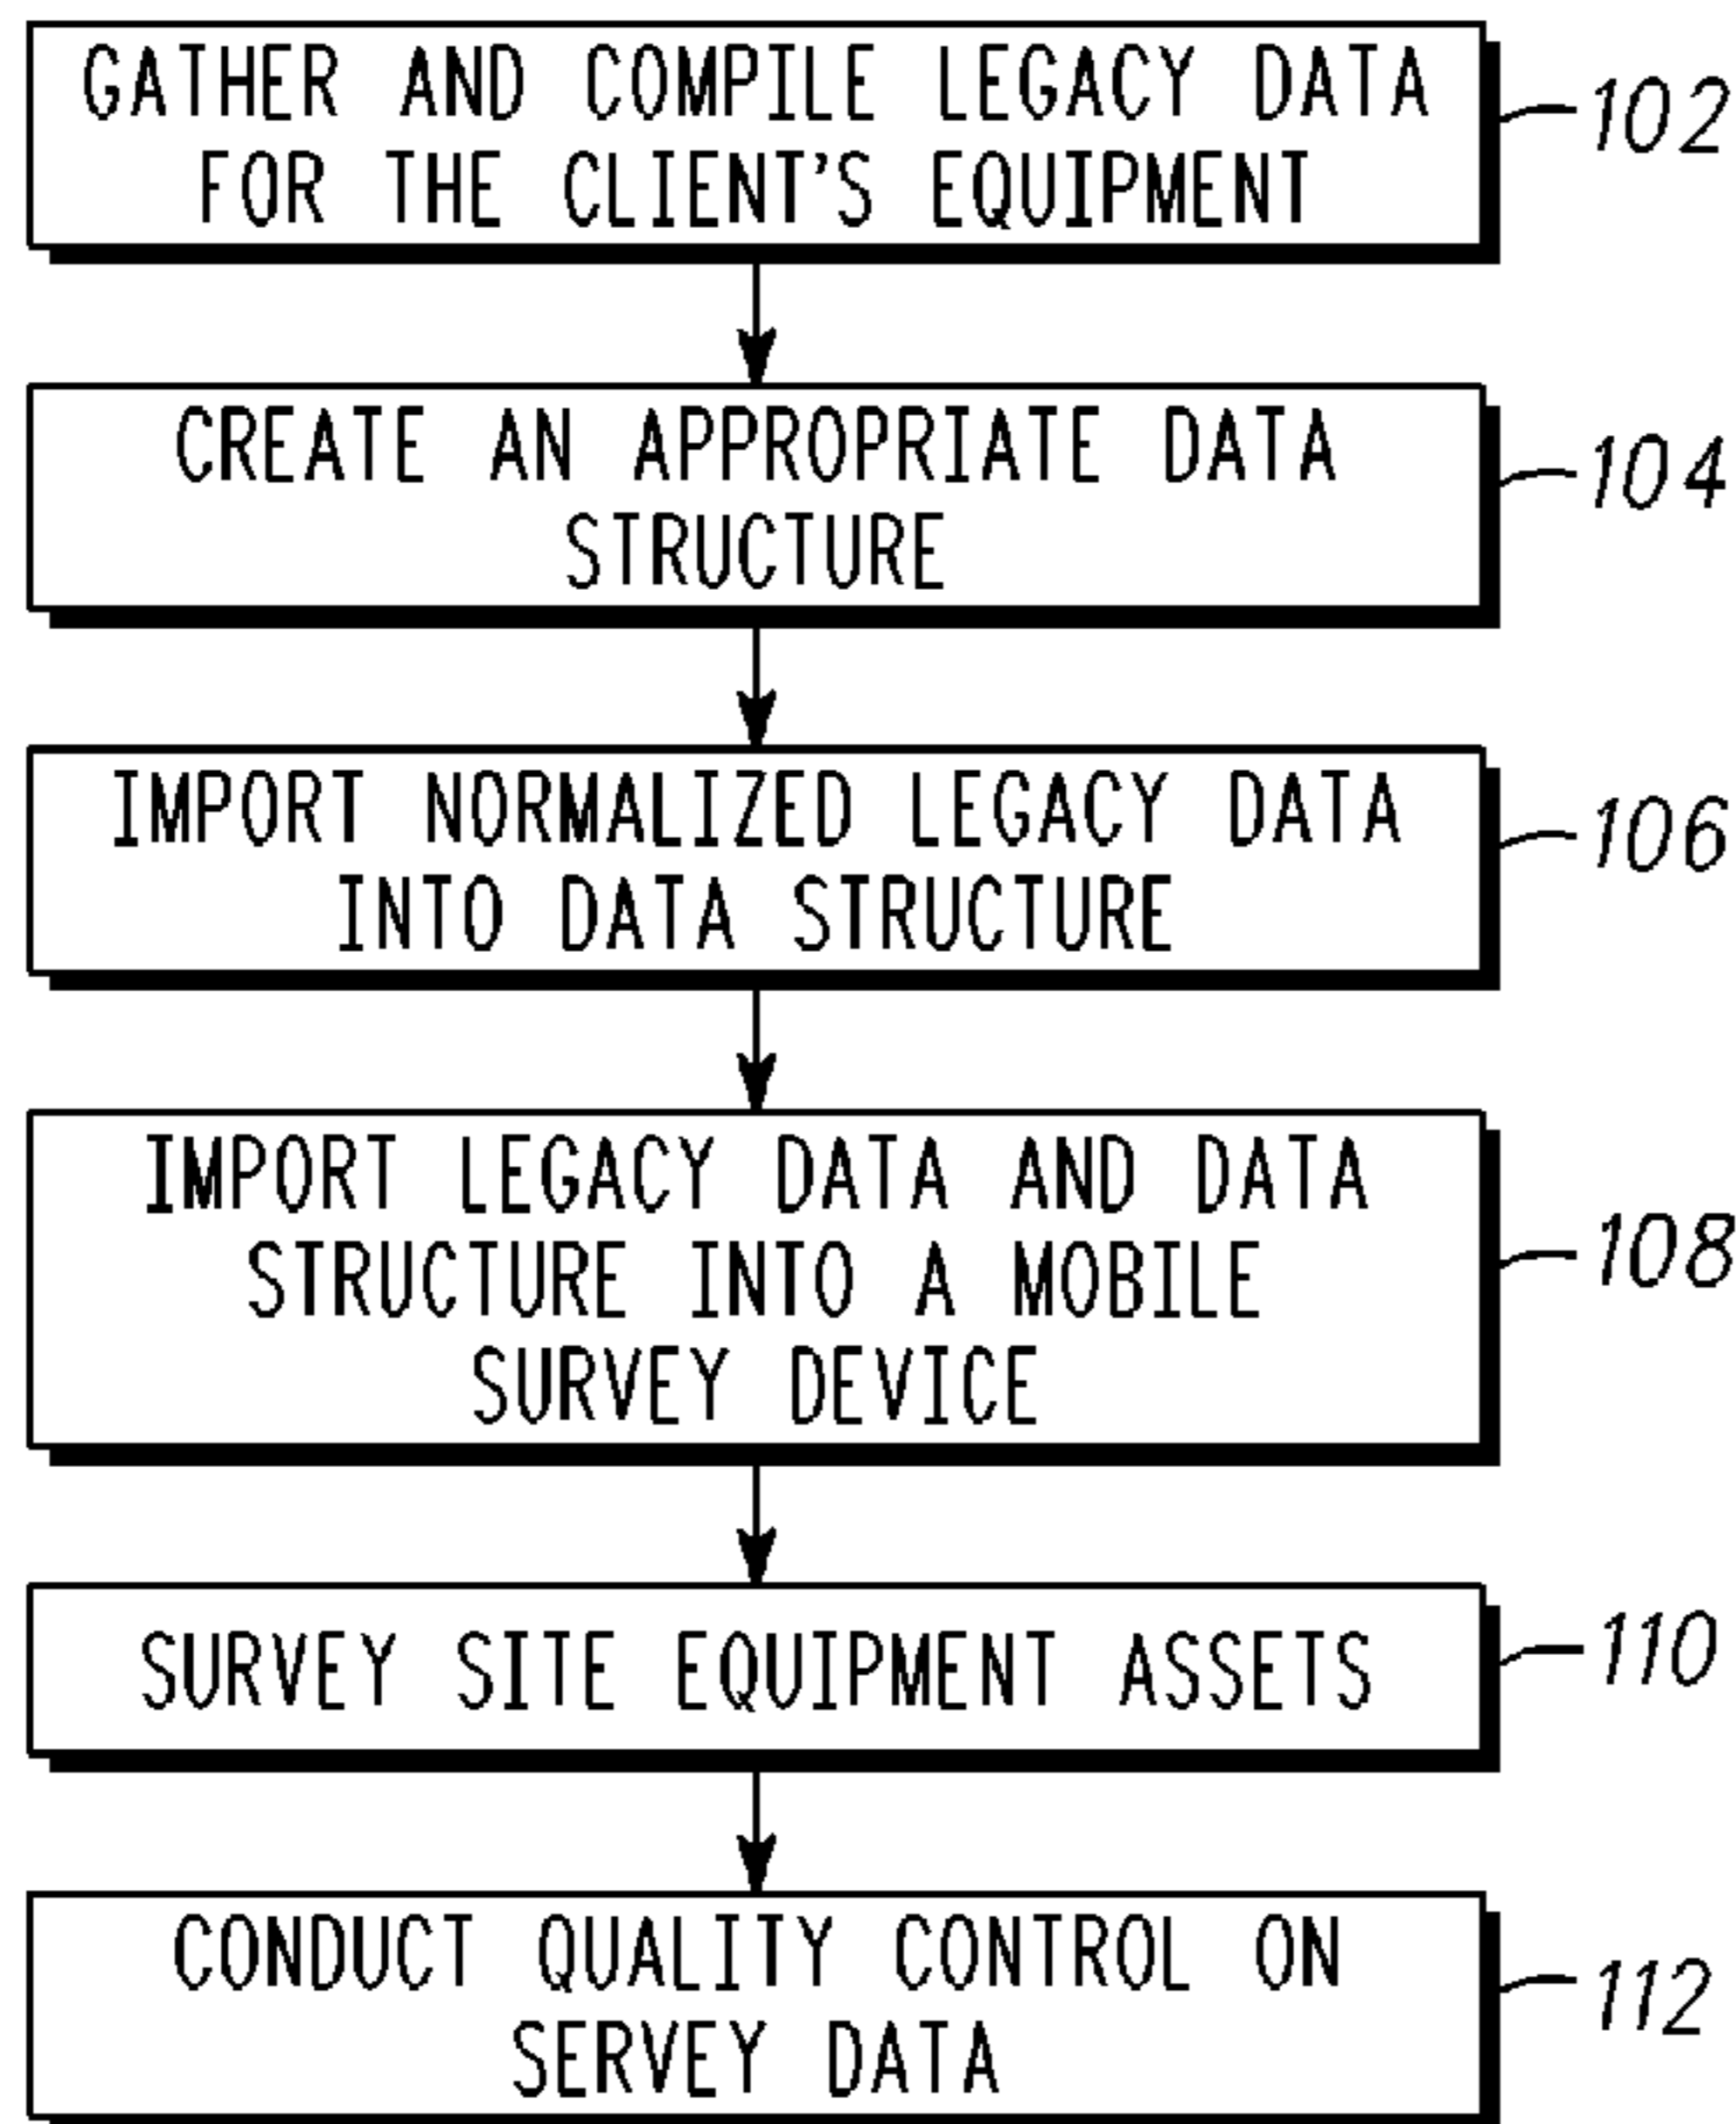 GATHER AND COMPILE LEGACY DATA
FOR THE CLIENT'S EQUIPMENT
102
CREATE AN APPROPRIATE DATA
STRUCTURE
104
IMPORT NORMALIZED LEGACY DATA
INTO DATA STRUCTURE
106
IMPORT LEGACY DATA AND DATA
STRUCTURE INTO A MOBILE
SURVEY DEVICE
108
SURVEY SITE EQUIPMENT ASSETS
110
CONDUCT QUALITY CONTROL ON
SERVEY DATA
112